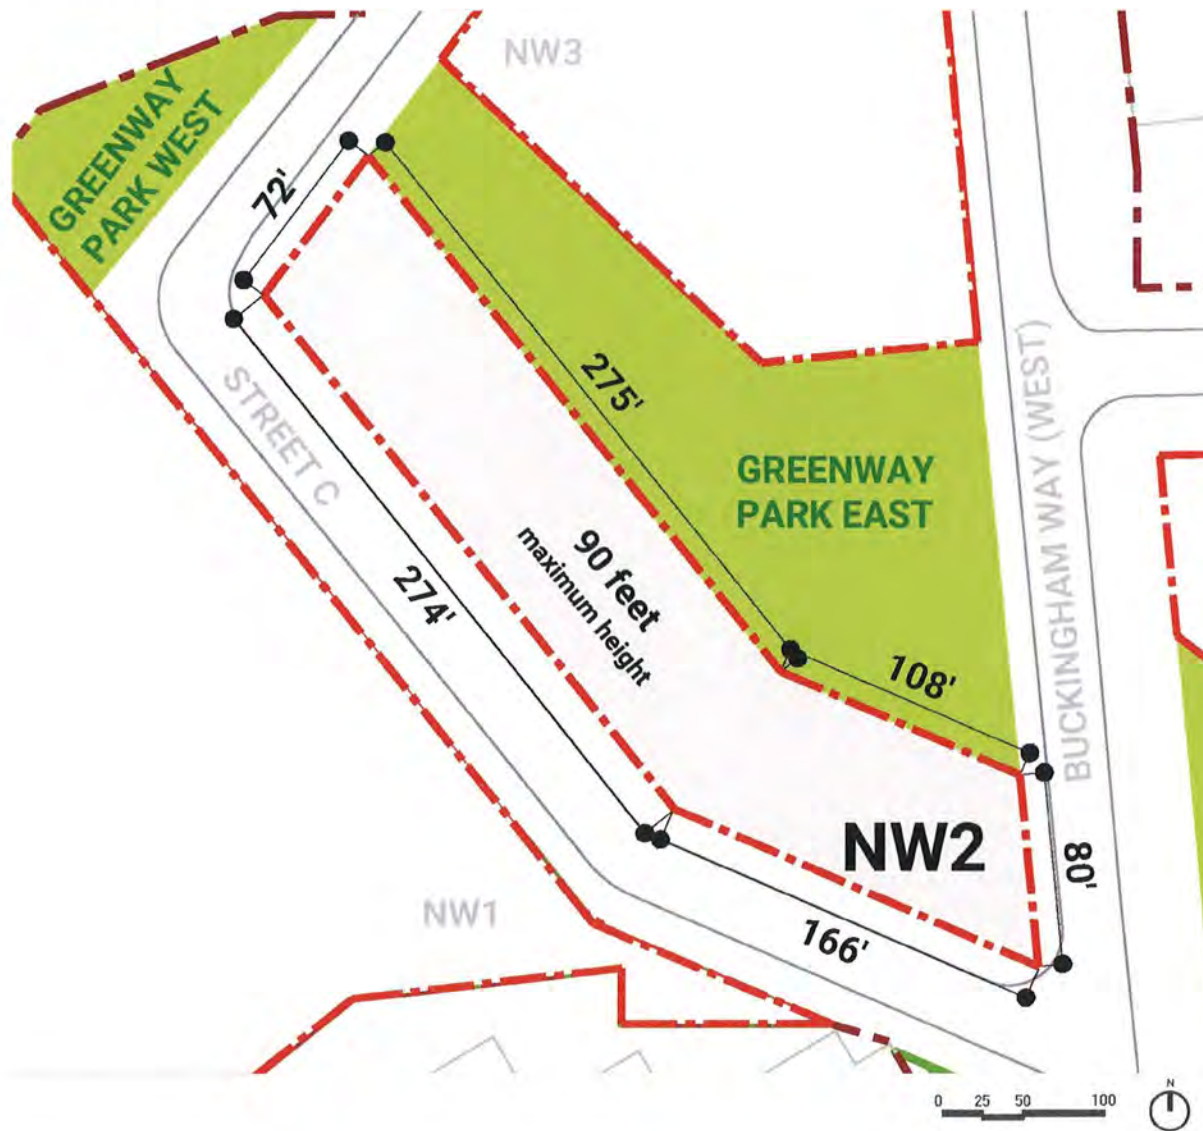 NW3
GREENWAY
PARK WEST
72'
275'
STREET C
GREENWAY
PARK EAST
BUCKINGHAM WAY (WEST)
90 feet
maximum height
274'
108'
NW2
80'
NW1
166'
0 25 50 100
N